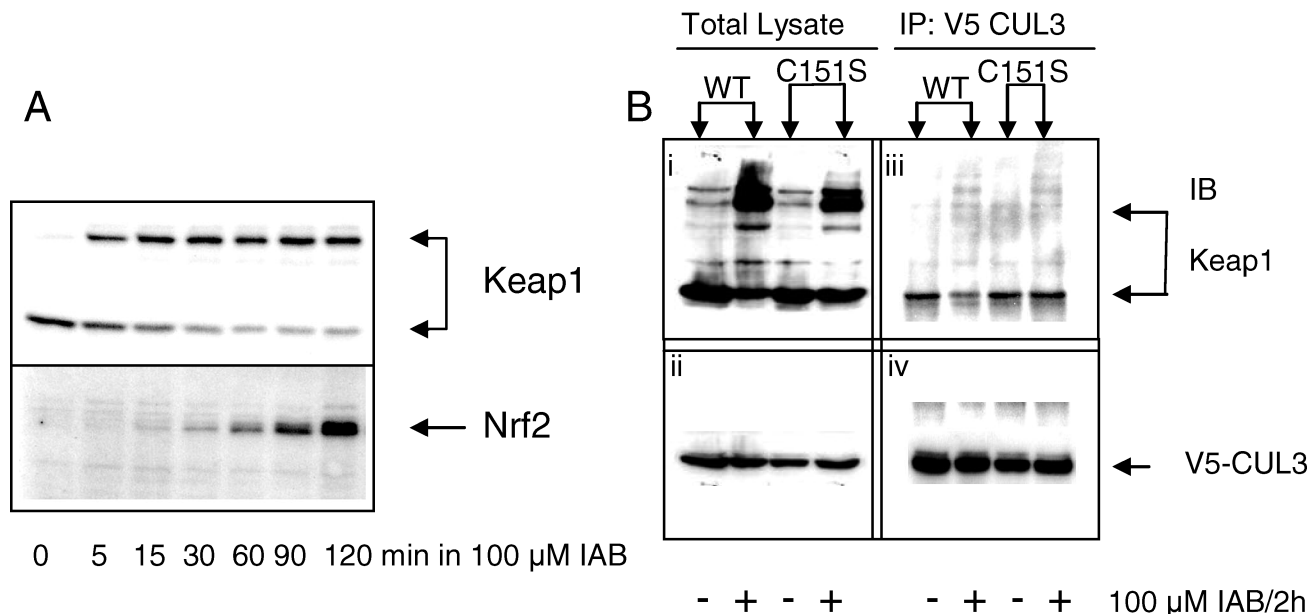 A
Keap1
Nrf2
0 5 15 30 60 90 120 min in 100 µM IAB
B
Total Lysate IP: V5 CUL3
WT C151S WT C151S
i iii
IB
Keap1
ii iv
V5-CUL3
- + - + - + - + 100 µM IAB/2h